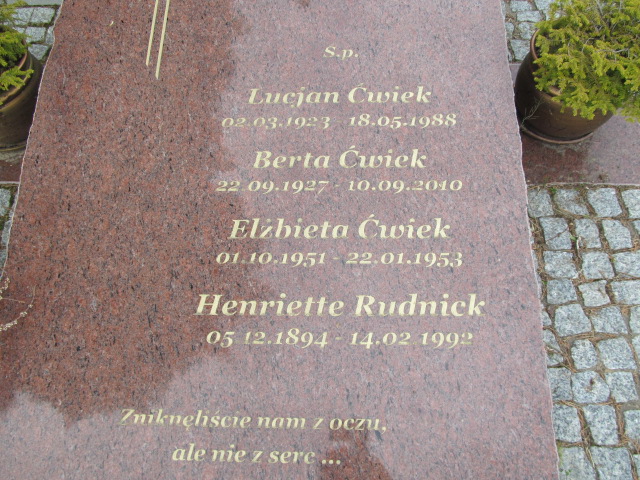 Ś.p.
Lucjan Ćwiek
02.03.1923 - 18.05.1988
Berta Ćwiek
22.09.1927 - 10.09.2010
Elżbieta Ćwiek
01.10.1951 - 22.01.1953
Henriette Rudnick
05.12.1894 - 14.02.1992
Zniknęliście nam z oczu,
ale nie z serc ...